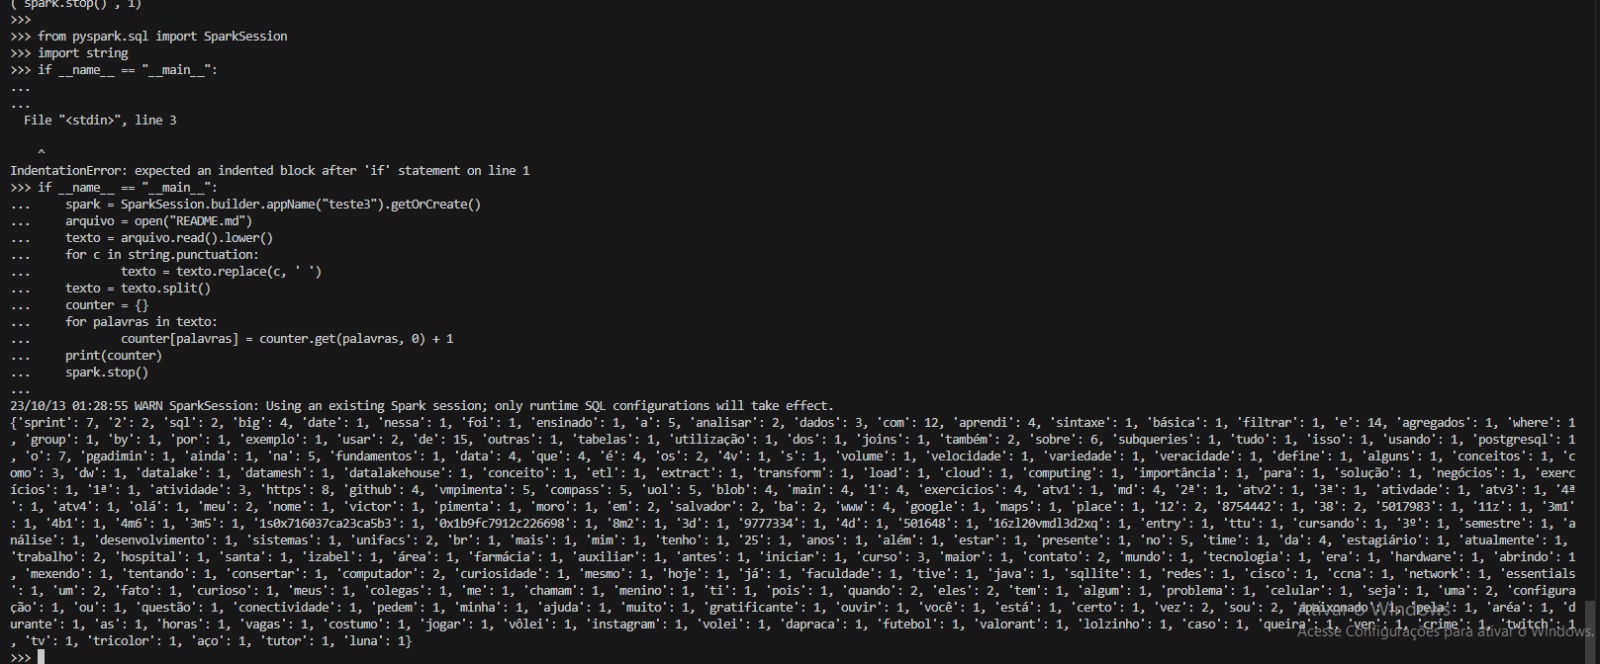 ('spark.stop()', 1)
>>>
>>> from pyspark.sql import SparkSession
>>> import string
>>> if __name__ == "__main__":
...
...
  File "<stdin>", line 3

    ^
IndentationError: expected an indented block after 'if' statement on line 1
>>> if __name__ == "__main__":
...     spark = SparkSession.builder.appName("teste3").getOrCreate()
...     arquivo = open("README.md")
...     texto = arquivo.read().lower()
...     for c in string.punctuation:
...             texto = texto.replace(c, ' ')
...     texto = texto.split()
...     counter = {}
...     for palavras in texto:
...             counter[palavras] = counter.get(palavras, 0) + 1
...     print(counter)
...     spark.stop()
...
23/10/13 01:28:55 WARN SparkSession: Using an existing Spark session; only runtime SQL configurations will take effect.
{'sprint': 7, '2': 2, 'sql': 2, 'big': 4, 'date': 1, 'nessa': 1, 'foi': 1, 'ensinado': 1, 'a': 5, 'analisar': 2, 'dados': 3, 'com': 12, 'aprendi': 4, 'sintaxe': 1, 'básica': 1, 'filtrar': 1, 'e': 14, 'agregados': 1, 'where': 1
, 'group': 1, 'by': 1, 'por': 1, 'exemplo': 1, 'usar': 2, 'de': 15, 'outras': 1, 'tabelas': 1, 'utilização': 1, 'dos': 1, 'joins': 1, 'também': 2, 'sobre': 6, 'subqueries': 1, 'tudo': 1, 'isso': 1, 'usando': 1, 'postgresql': 1
, 'o': 7, 'pgadimin': 1, 'ainda': 1, 'na': 5, 'fundamentos': 1, 'data': 4, 'que': 4, 'é': 4, 'os': 2, '4v': 1, 's': 1, 'volume': 1, 'velocidade': 1, 'variedade': 1, 'veracidade': 1, 'define': 1, 'alguns': 1, 'conceitos': 1, 'c
omo': 3, 'dw': 1, 'datalake': 1, 'datamesh': 1, 'datalakehouse': 1, 'conceito': 1, 'etl': 1, 'extract': 1, 'transform': 1, 'load': 1, 'cloud': 1, 'computing': 1, 'importância': 1, 'para': 1, 'solução': 1, 'negócios': 1, 'exerc
ícios': 1, '1ª': 1, 'atividade': 3, 'https': 8, 'github': 4, 'vmpimenta': 5, 'compass': 5, 'uol': 5, 'blob': 4, 'main': 4, '1': 4, 'exercicios': 4, 'atv1': 1, 'md': 4, '2ª': 1, 'atv2': 1, '3ª': 1, 'ativdade': 1, 'atv3': 1, '4ª
': 1, 'atv4': 1, 'olá': 1, 'meu': 2, 'nome': 1, 'victor': 1, 'pimenta': 1, 'moro': 1, 'em': 2, 'salvador': 2, 'ba': 2, 'www': 4, 'google': 1, 'maps': 1, 'place': 1, '12': 2, '8754442': 1, '38': 2, '5017983': 1, '11z': 1, '3m1'
: 1, '4b1': 1, '4m6': 1, '3m5': 1, '1s0x716037ca23ca5b3': 1, '0x1b9fc7912c226698': 1, '8m2': 1, '3d': 1, '9777334': 1, '4d': 1, '501648': 1, '16zl20vmdl3d2xq': 1, 'entry': 1, 'ttu': 1, 'cursando': 1, '3º': 1, 'semestre': 1, 'a
nálise': 1, 'desenvolvimento': 1, 'sistemas': 1, 'unifacs': 2, 'br': 1, 'mais': 1, 'mim': 1, 'tenho': 1, '25': 1, 'anos': 1, 'além': 1, 'estar': 1, 'presente': 1, 'no': 5, 'time': 1, 'da': 4, 'estagiário': 1, 'atualmente': 1,
'trabalho': 2, 'hospital': 1, 'santa': 1, 'izabel': 1, 'área': 1, 'farmácia': 1, 'auxiliar': 1, 'antes': 1, 'iniciar': 1, 'curso': 3, 'maior': 1, 'contato': 2, 'mundo': 1, 'tecnologia': 1, 'era': 1, 'hardware': 1, 'abrindo': 1
, 'mexendo': 1, 'tentando': 1, 'consertar': 1, 'computador': 2, 'curiosidade': 1, 'mesmo': 1, 'hoje': 1, 'já': 1, 'faculdade': 1, 'tive': 1, 'java': 1, 'sqllite': 1, 'redes': 1, 'cisco': 1, 'ccna': 1, 'network': 1, 'essentials
': 1, 'um': 2, 'fato': 1, 'curioso': 1, 'meus': 1, 'colegas': 1, 'me': 1, 'chamam': 1, 'menino': 1, 'ti': 1, 'pois': 1, 'quando': 2, 'eles': 2, 'tem': 1, 'algum': 1, 'problema': 1, 'celular': 1, 'seja': 1, 'uma': 2, 'configura
ção': 1, 'ou': 1, 'questão': 1, 'conectividade': 1, 'pedem': 1, 'minha': 1, 'ajuda': 1, 'muito': 1, 'gratificante': 1, 'ouvir': 1, 'você': 1, 'está': 1, 'certo': 1, 'vez': 2, 'sou': 2, 'apaixonado': 1, 'pela': 1, 'aréa': 1, 'd
urante': 1, 'as': 1, 'horas': 1, 'vagas': 1, 'costumo': 1, 'jogar': 1, 'vôlei': 1, 'instagram': 1, 'volei': 1, 'dapraca': 1, 'futebol': 1, 'valorant': 1, 'lolzinho': 1, 'caso': 1, 'queira': 1, 'ver': 1, 'crime': 1, 'twitch': 1
, 'tv': 1, 'tricolor': 1, 'aço': 1, 'tutor': 1, 'luna': 1}
>>>
Ativar o Windows
Acesse Configurações para ativar o Windows.